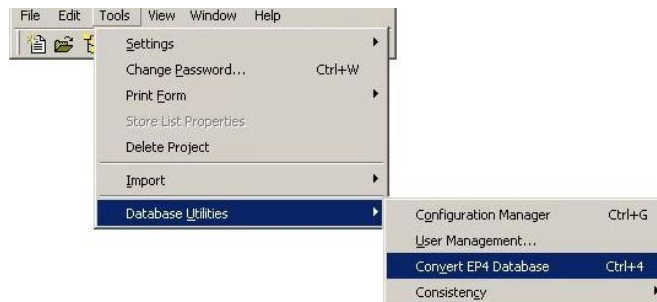 File Edit Tools View Window Help
Settings
Change Password... Ctrl+W
Print Form
Store List Properties
Delete Project
Import
Database Utilities
Configuration Manager Ctrl+G
User Management...
Convert EP4 Database Ctrl+4
Consistency